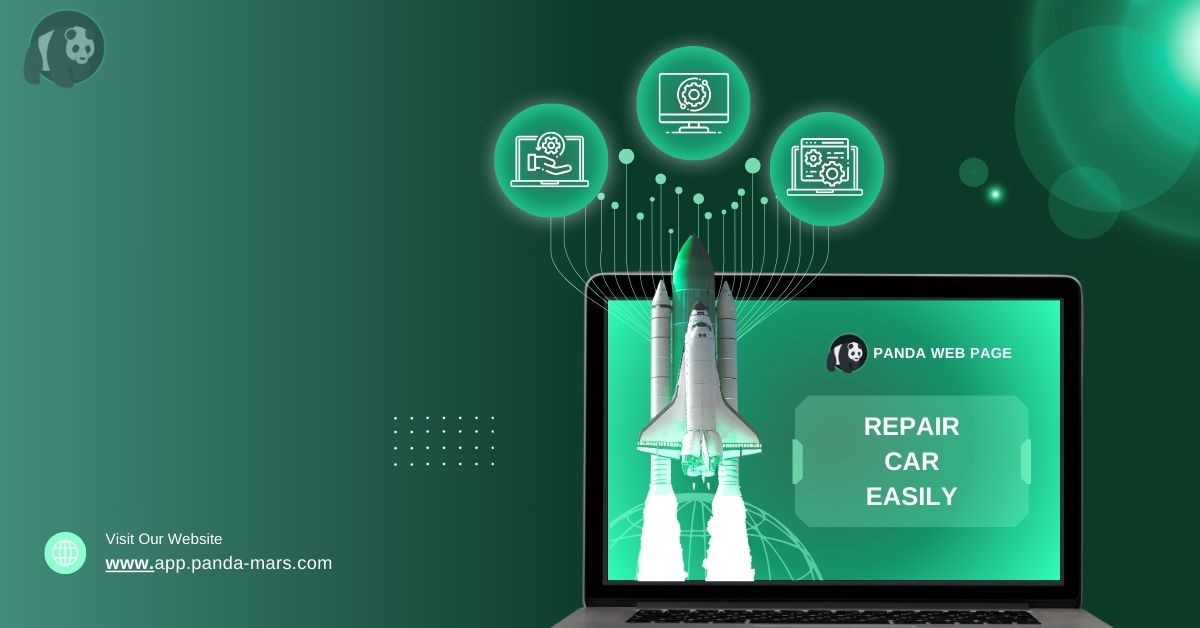 PANDA WEB PAGE
REPAIR
CAR
EASILY
Visit Our Website
www.app.panda-mars.com